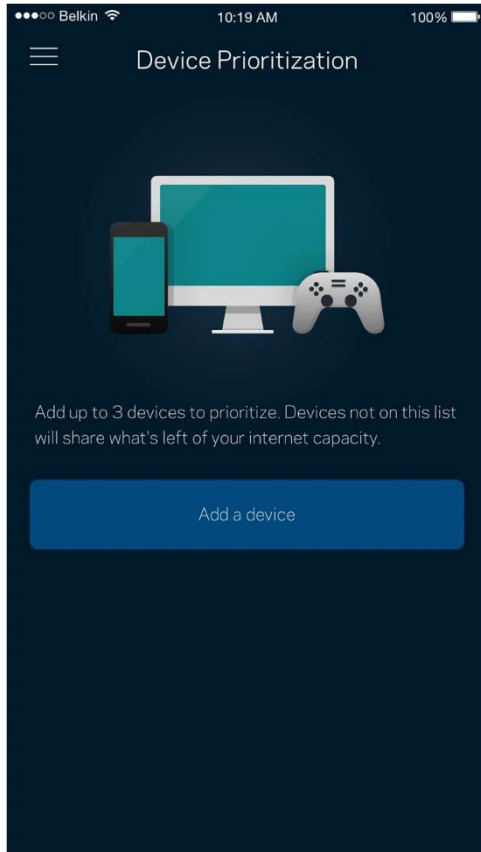 Belkin 10:19 AM 100%
Device Prioritization
Add up to 3 devices to prioritize. Devices not on this list
will share what's left of your internet capacity.
Add a device